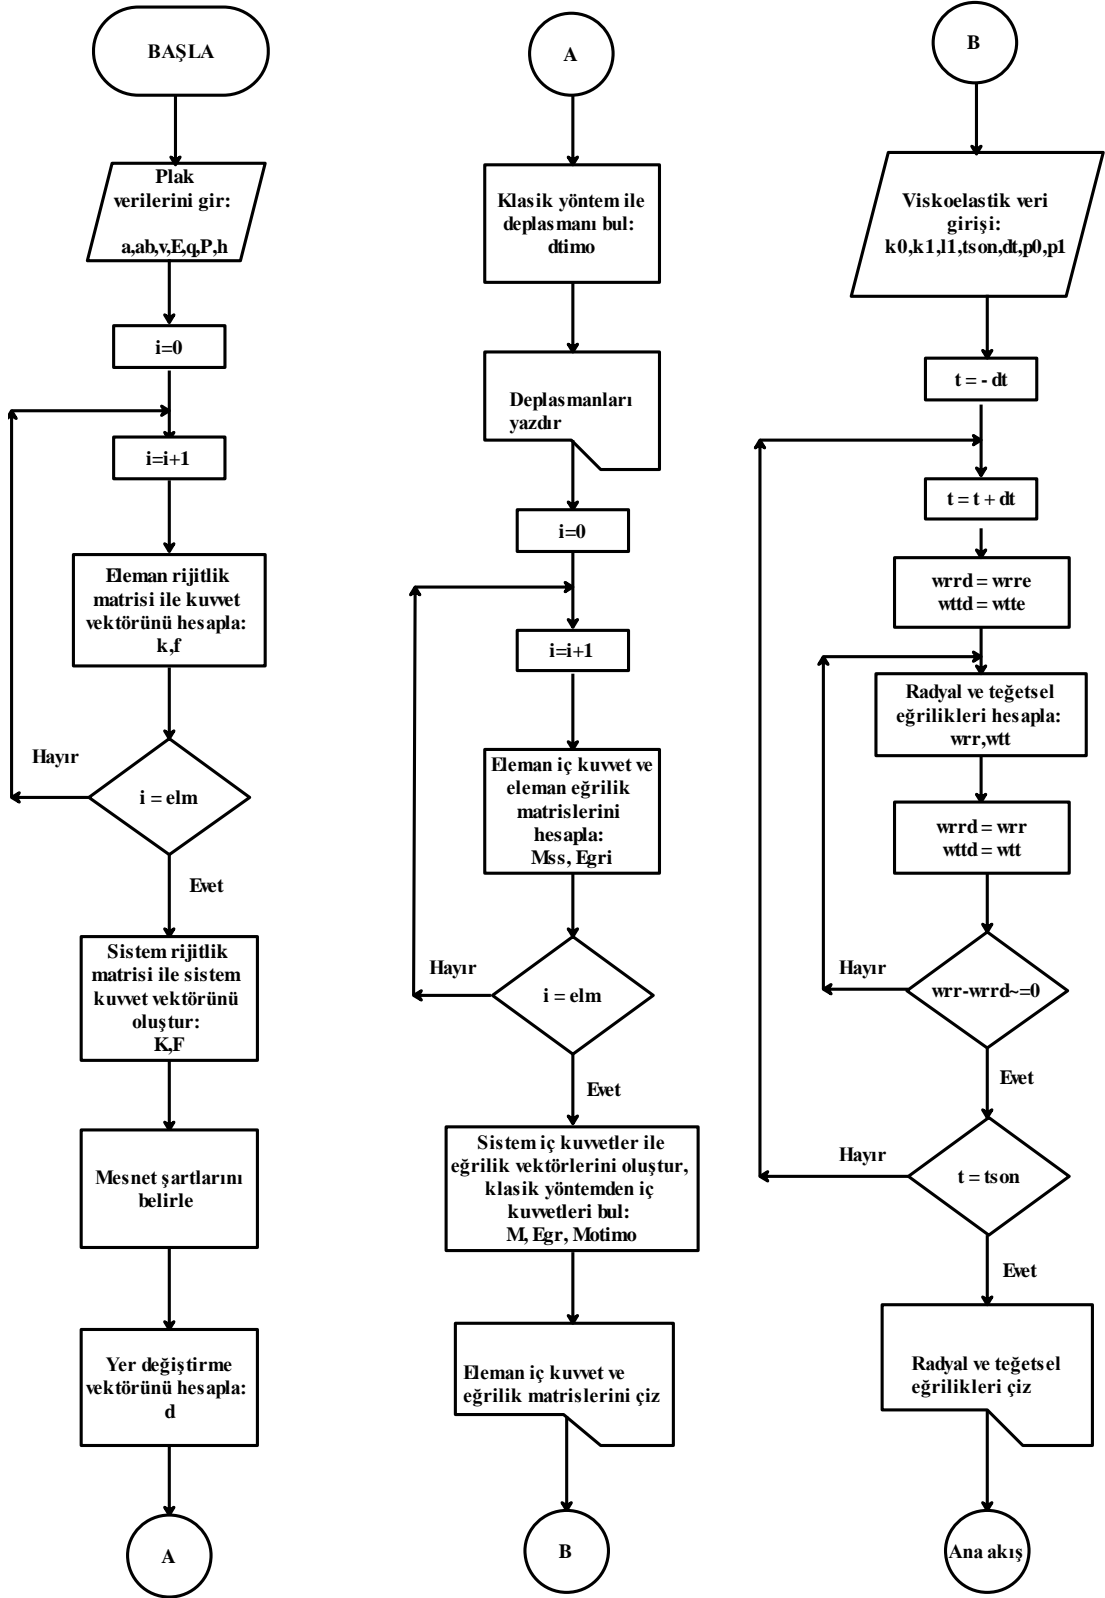 BAŞLA
Plak
verilerini gir:
a,ab,v,E,q,P,h
i=0
i=i+1
Eleman rijitlik
matrisi ile kuvvet
vektörünü hesapla:
k,f
Hayır
i = elm
Evet
Sistem rijitlik
matrisi ile sistem
kuvvet vektörünü
oluştur:
K,F
Mesnet şartlarını
belirle
Yer değiştirme
vektörünü hesapla:
d
A
A
Klasik yöntem ile
deplasmanı bul:
dtimo
Deplasmanları
yazdır
i=0
i=i+1
Eleman iç kuvvet ve
eleman eğrilik
matrislerini
hesapla:
Mss, Egri
Hayır
i = elm
Evet
Sistem iç kuvvetler ile
eğrilik vektörlerini oluştur,
klasik yöntemden iç
kuvvetleri bul:
M, Egr, Motimo
Eleman iç kuvvet ve
eğrilik matrislerini çiz
B
B
Viskoelastik veri
girişi:
k0,k1,l1,tson,dt,p0,p1
t = - dt
t = t + dt
wrrd = wrre
wttd = wtte
Radyal ve teğetsel
eğrilikleri hesapla:
wrr,wtt
wrrd = wrr
wttd = wtt
Hayır
wrr-wrrd~=0
Evet
Hayır
t = tson
Evet
Radyal ve teğetsel
eğrilikleri çiz
Ana akış